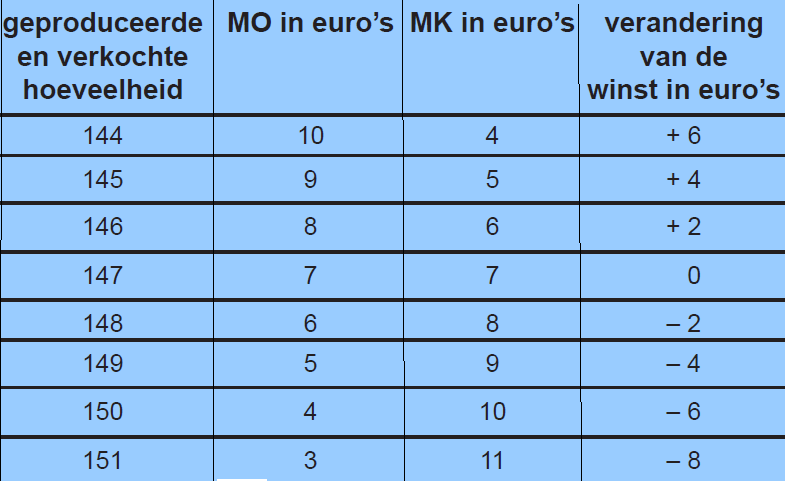 geproduceerde en verkochte hoeveelheid MO in euro’s MK in euro’s verandering van de winst in euro’s
144 10 4 + 6
145 9 5 + 4
146 8 6 + 2
147 7 7 0
148 6 8 – 2
149 5 9 – 4
150 4 10 – 6
151 3 11 – 8